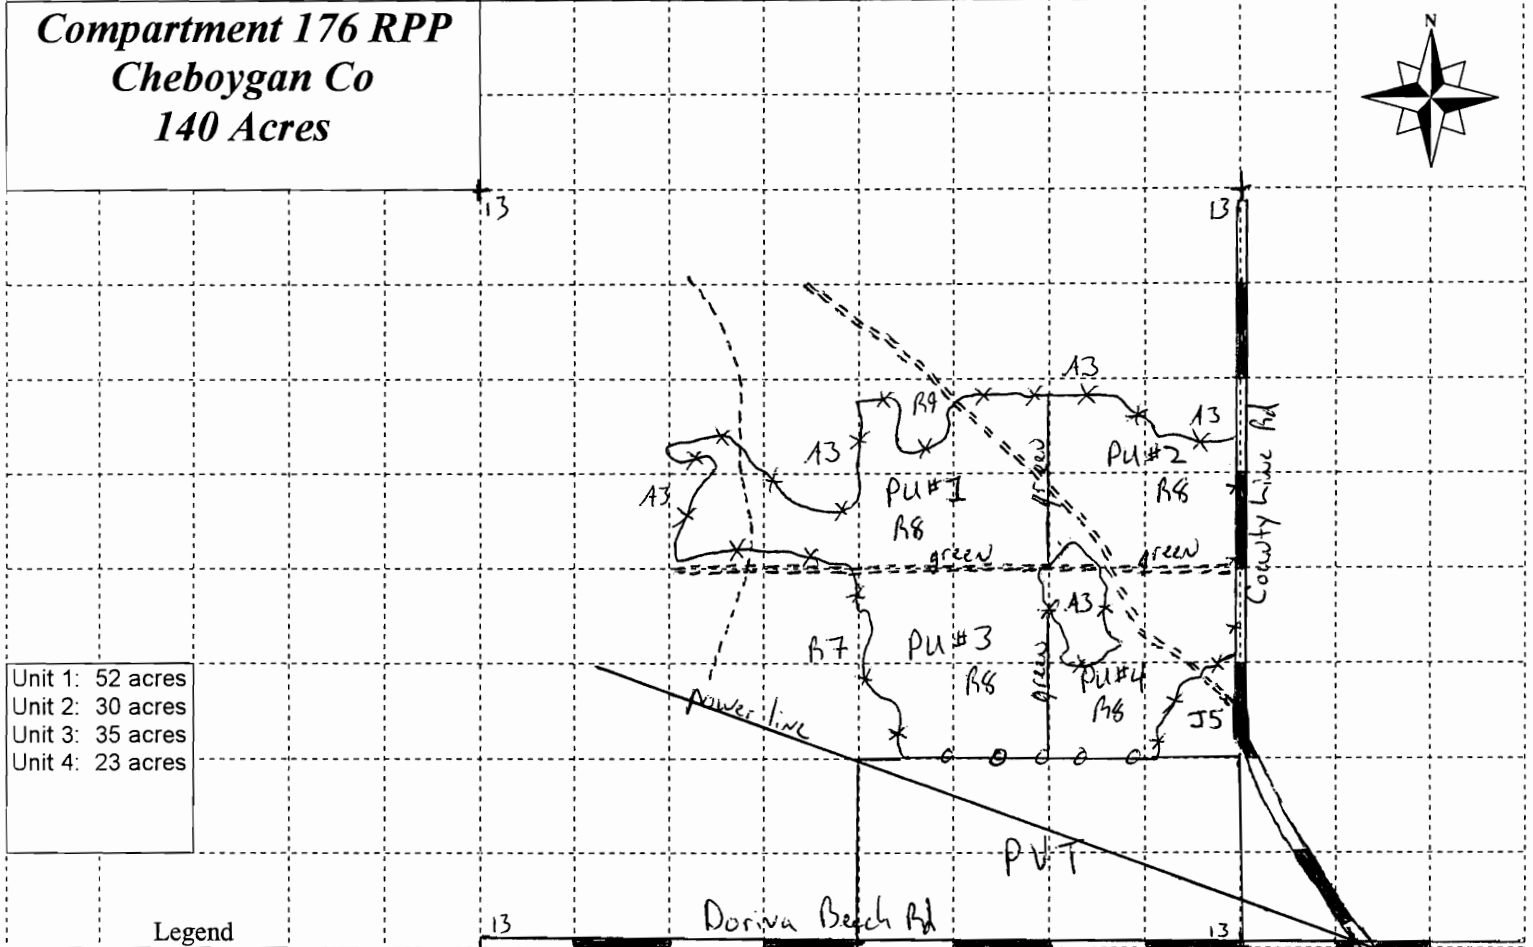 Compartment 176 RPP
Cheboygan Co
140 Acres
N
13
13
A3
R9
A3
A3
PU#2
R8
green
PU#1
R8
A3
County Line Rd
green
green
A3
R7
PU#3
R8
green
PU#4
R8
J5
power line
Unit 1: 52 acres
Unit 2: 30 acres
Unit 3: 35 acres
Unit 4: 23 acres
PVT
Doriva Beach Rd
13
13
Legend